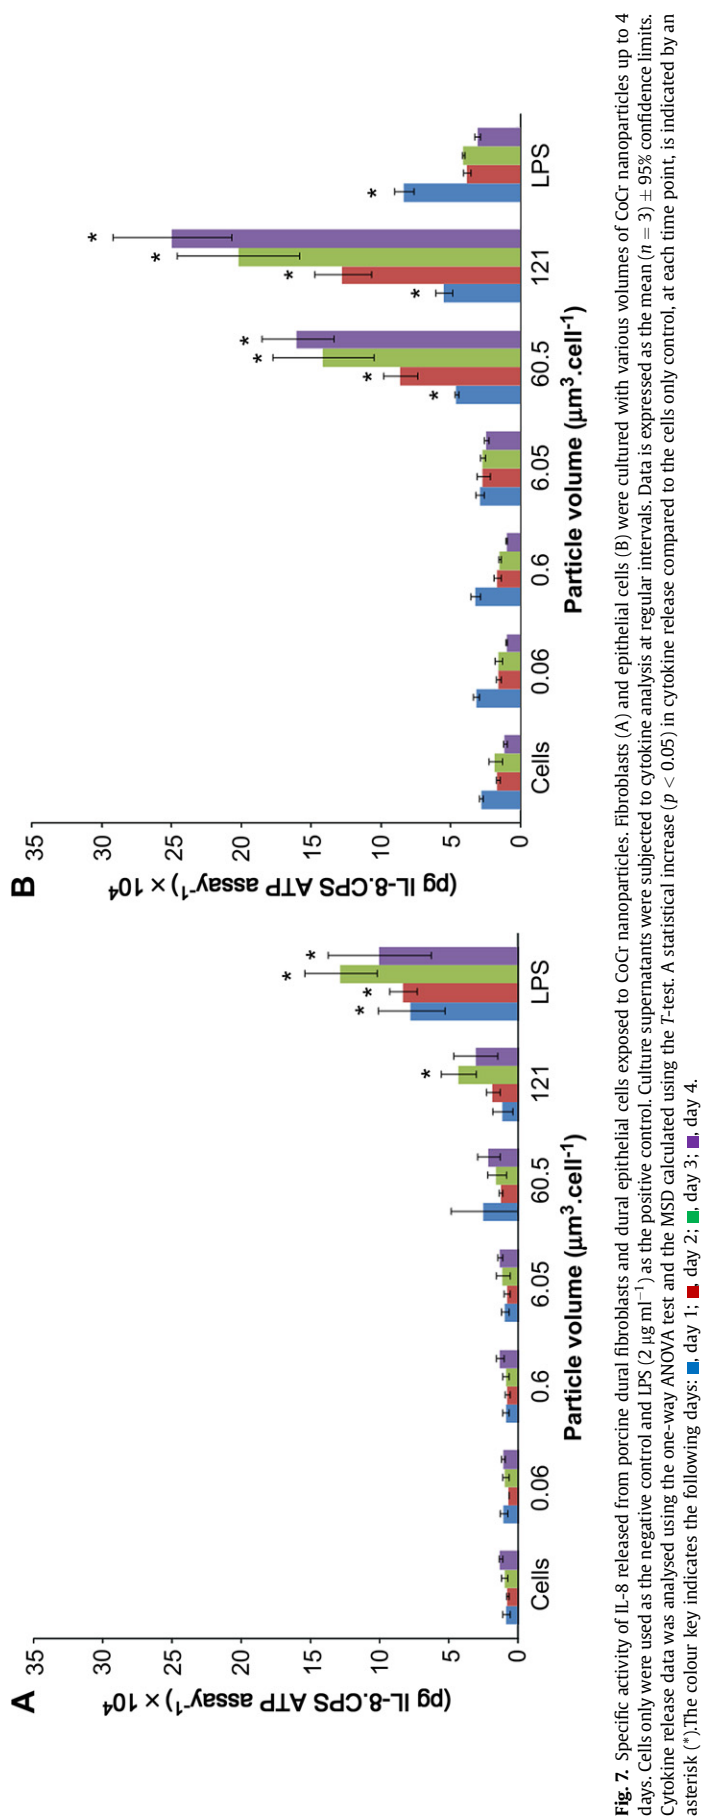 A
(pg IL-8.CPS ATP assay⁻¹) × 10⁴
35
30
25
20
15
10
5
0
Cells 0.06 0.6 6.05 60.5 121 LPS
Particle volume (μm³.cell⁻¹)
* * * * *
B
(pg IL-8.CPS ATP assay⁻¹) × 10⁴
35
30
25
20
15
10
5
0
Cells 0.06 0.6 6.05 60.5 121 LPS
Particle volume (μm³.cell⁻¹)
* * * * * * * * *
Fig. 7. Specific activity of IL-8 released from porcine dural fibroblasts and dural epithelial cells exposed to CoCr nanoparticles. Fibroblasts (A) and epithelial cells (B) were cultured with various volumes of CoCr nanoparticles up to 4
days. Cells only were used as the negative control and LPS (2 μg ml⁻¹) as the positive control. Culture supernatants were subjected to cytokine analysis at regular intervals. Data is expressed as the mean (n = 3) ± 95% confidence limits.
Cytokine release data was analysed using the one-way ANOVA test and the MSD calculated using the T-test. A statistical increase (p < 0.05) in cytokine release compared to the cells only control, at each time point, is indicated by an
asterisk (*).The colour key indicates the following days: ■, day 1; ■, day 2; ■, day 3; ■, day 4.